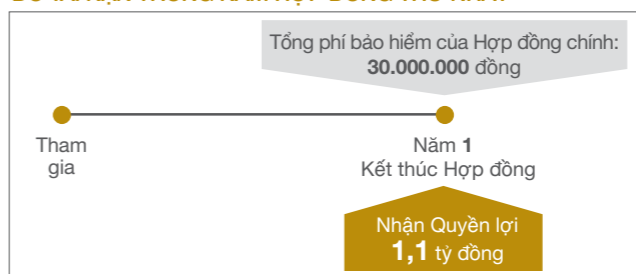 Tổng phí bảo hiểm của Hợp đồng chính:
30.000.000 đồng
Tham
gia
Năm 1
Kết thúc Hợp đồng
Nhận Quyền lợi
1,1 tỷ đồng